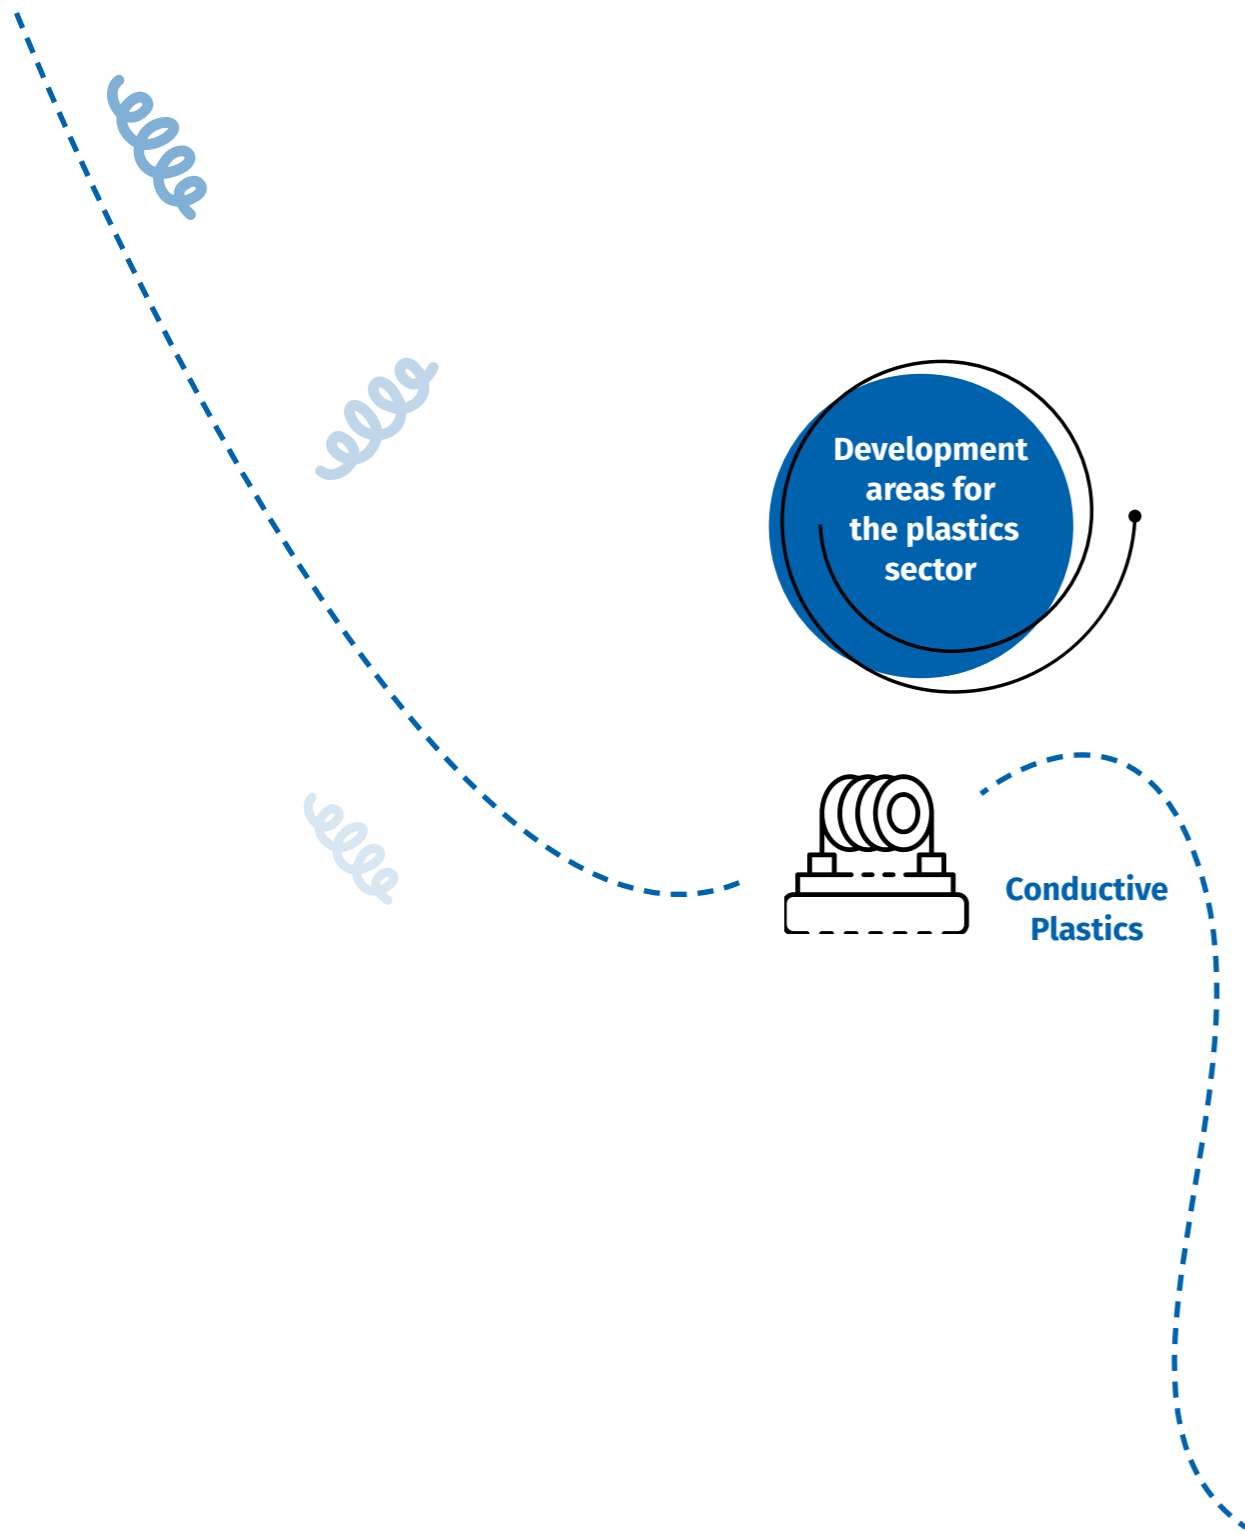 Development
areas for
the plastics
sector
Conductive
Plastics